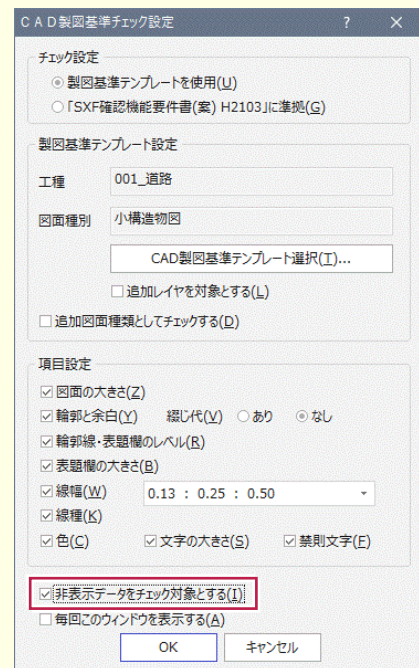 ＣＡＤ製図基準チェック設定 ? ×
チェック設定
製図基準テンプレートを使用(U)
「SXF確認機能要件書(案) H2103」に準拠(G)
製図基準テンプレート設定
工種 001_道路
図面種別 小構造物図
CAD製図基準テンプレート選択(T)...
追加レイヤを対象とする(L)
追加図面種類としてチェックする(D)
項目設定
図面の大きさ(Z)
輪郭と余白(Y) 綴じ代(V) あり なし
輪郭線・表題欄のレベル(R)
表題欄の大きさ(B)
線幅(W) 0.13 : 0.25 : 0.50
線種(K)
色(C) 文字の大きさ(S) 禁則文字(F)
非表示データをチェック対象とする(I)
毎回このウィンドウを表示する(A)
OK キャンセル